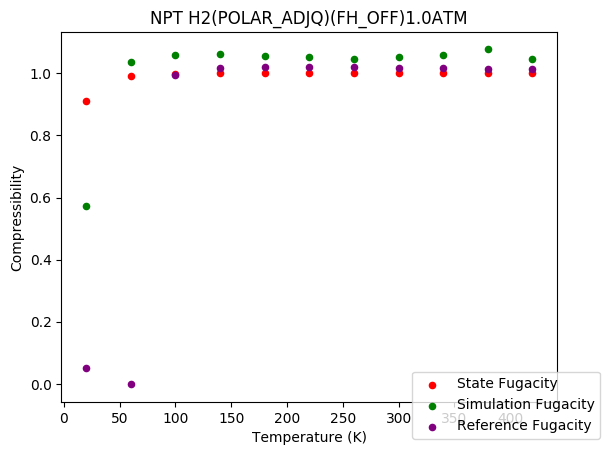 NPT H2(POLAR_ADJQ)(FH_OFF)1.0ATM
1.0
0.8
0.6
0.4
0.2
0.0
Compressibility
0 50 100 150 200 250 300 350 400
Temperature (K)
State Fugacity
Simulation Fugacity
Reference Fugacity